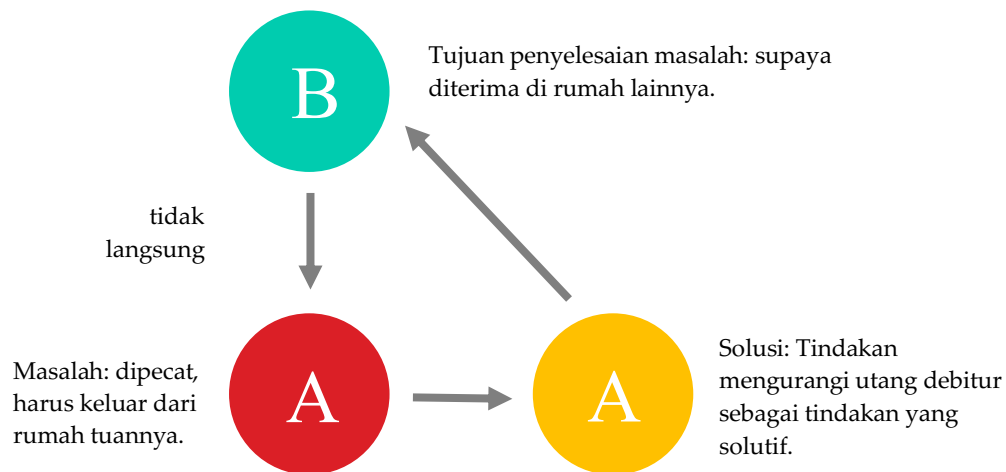 B
Tujuan penyelesaian masalah: supaya
diterima di rumah lainnya.
tidak
langsung
Masalah: dipecat,
harus keluar dari
rumah tuannya.
A
A
Solusi: Tindakan
mengurangi utang debitur
sebagai tindakan yang
solutif.